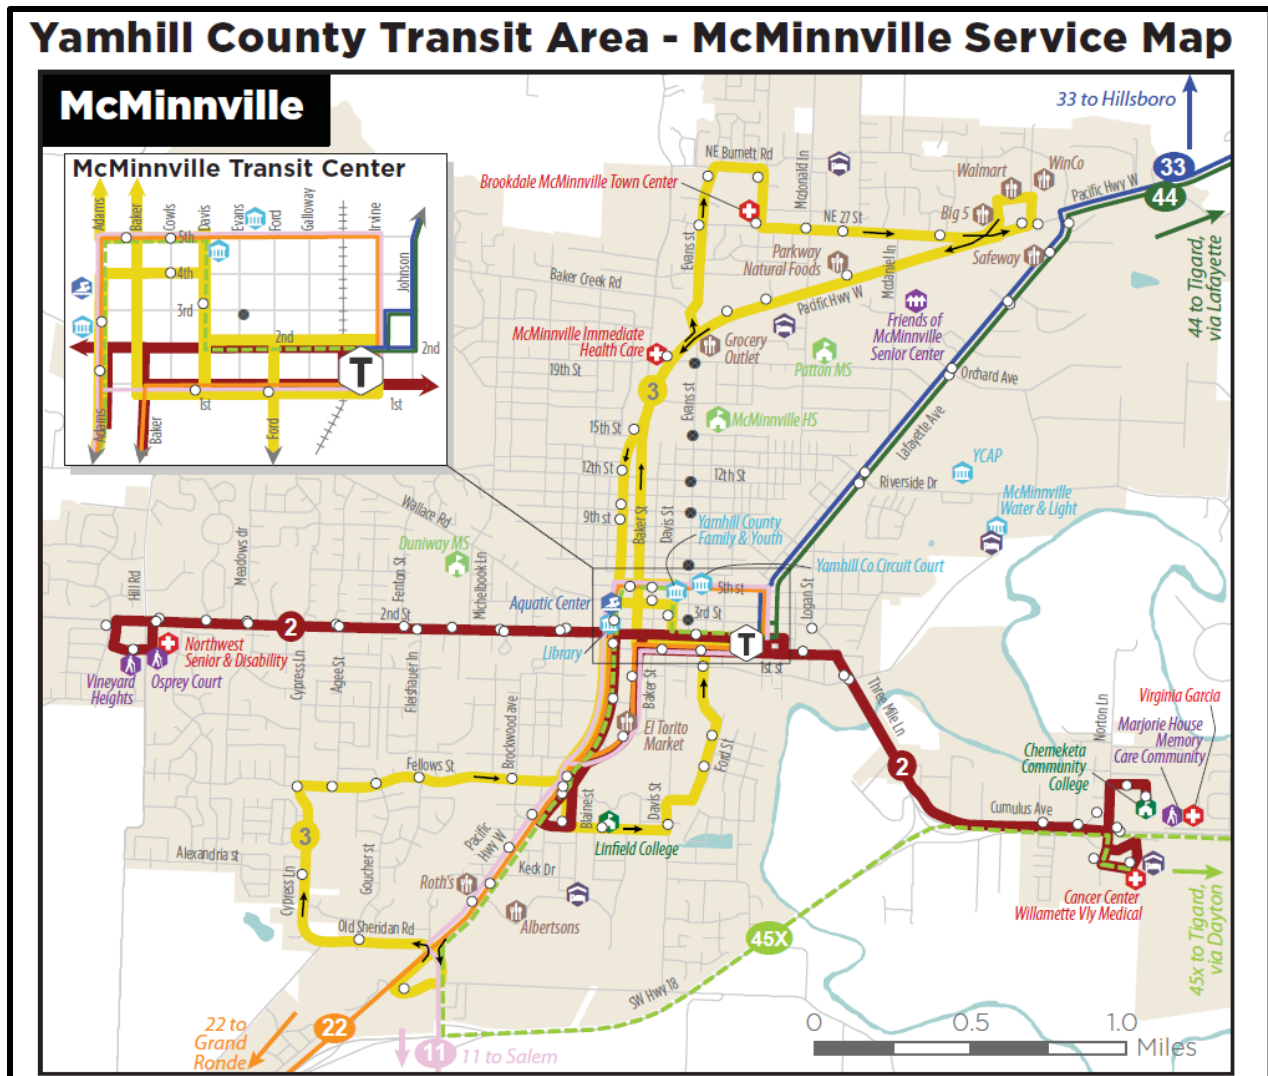 Yamhill County Transit Area - McMinnville Service Map
McMinnville
33 to Hillsboro
McMinnville Transit Center
Adams
Baker
Cowls
Davis
Evans
Ford
Galloway
Irvine
5th
4th
3rd
2nd
2nd
Johnson
T
1st
1st
Adams
Baker
Ford
NE Burnett Rd
Mcdonald ln
Walmart
WinCo
Pacific Hwy W
33
44
Brookdale McMinnville Town Center
Big 5
NE 27 St
Evans st
Parkway
Natural Foods
Mcdaniel ln
Safeway
44 to Tigard,
via Lafayette
Baker Creek Rd
Pacific Hwy W
Friends of
McMinnville
Senior Center
McMinnville Immediate
Health Care
Grocery
Outlet
Patton MS
19th St
3
Evans st
Orchard Ave
McMinnville HS
15th St
Lafayette Ave
12th St
12th St
YCAP
Riverside Dr
McMinnville
Water & Light
9th st
Baker St
Davis St
Yamhill County
Family & Youth
Wallace Rd
Duniway MS
Meadows dr
Hill Rd
Fenton St
Michelbook Ln
Yamhill Co Circuit Court
5th st
Aquatic Center
3rd St
Logan St
2nd St
2
T
Library
1st st
Northwest
Senior & Disability
Vineyard
Heights
Osprey Court
Cypress Ln
Agee St
Fleishauer ln
Baker St
Three Mile Ln
Brockwood ave
El Torito
Market
Ford St
Norton Ln
Virginia Garcia
Marjorie House
Memory
Care Community
Chemeketa
Community
College
Fellows St
2
Blaine st
Davis St
Cumulus Ave
3
Pacific
Hwy W
Linfield College
Alexandria st
Goucher st
Cypress Ln
Keck Dr
Roth's
Albertsons
Cancer Center
Willamette Vly Medical
Old Sheridan Rd
45X
45x to Tigard,
via Dayton
SW Hwy 18
22 to
Grand
Ronde
22
11
11 to Salem
0
0.5
1.0
Miles